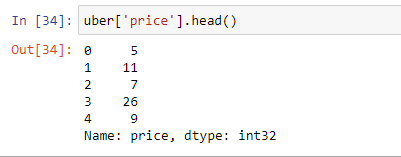 In [34]: uber['price'].head()
Out[34]: 0     5
1    11
2     7
3    26
4     9
Name: price, dtype: int32